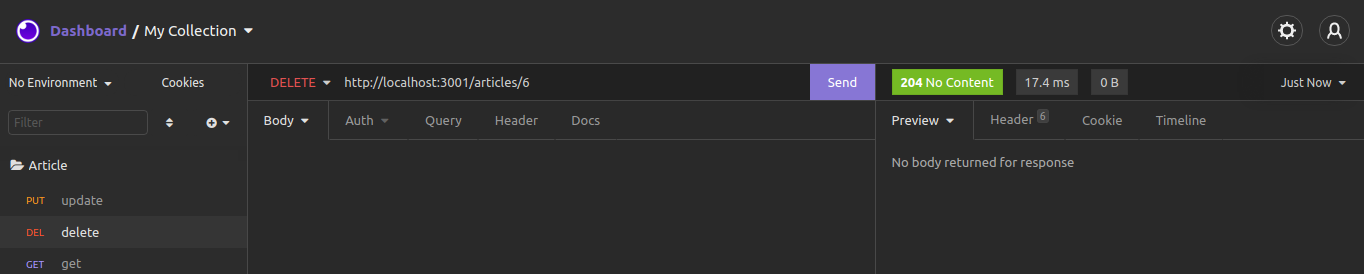 Dashboard / My Collection
No Environment Cookies
DELETE http://localhost:3001/articles/6 Send
204 No Content 17.4 ms 0 B Just Now
Filter
Body Auth Query Header Docs
Preview Header 6 Cookie Timeline
Article
No body returned for response
PUT update
DEL delete
GET get